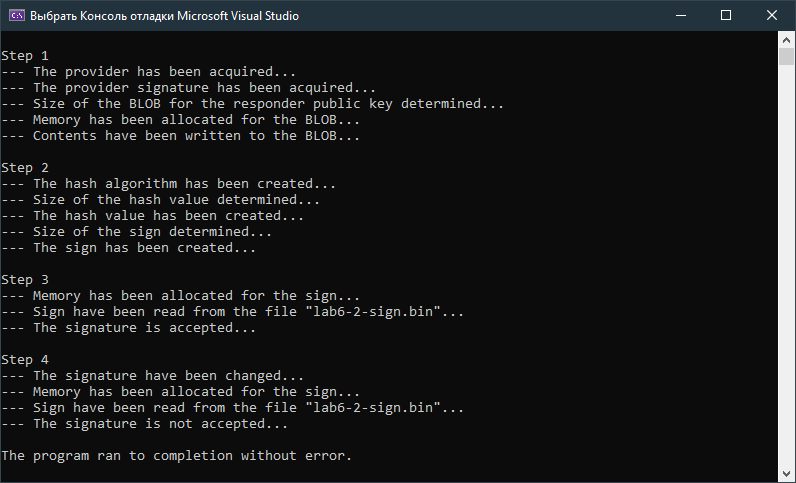 Выбрать Консоль отладки Microsoft Visual Studio
Step 1
--- The provider has been acquired...
--- The provider signature has been acquired...
--- Size of the BLOB for the responder public key determined...
--- Memory has been allocated for the BLOB...
--- Contents have been written to the BLOB...
Step 2
--- The hash algorithm has been created...
--- Size of the hash value determined...
--- The hash value has been created...
--- Size of the sign determined...
--- The sign has been created...
Step 3
--- Memory has been allocated for the sign...
--- Sign have been read from the file "lab6-2-sign.bin"...
--- The signature is accepted...
Step 4
--- The signature have been changed...
--- Memory has been allocated for the sign...
--- Sign have been read from the file "lab6-2-sign.bin"...
--- The signature is not accepted...
The program ran to completion without error.